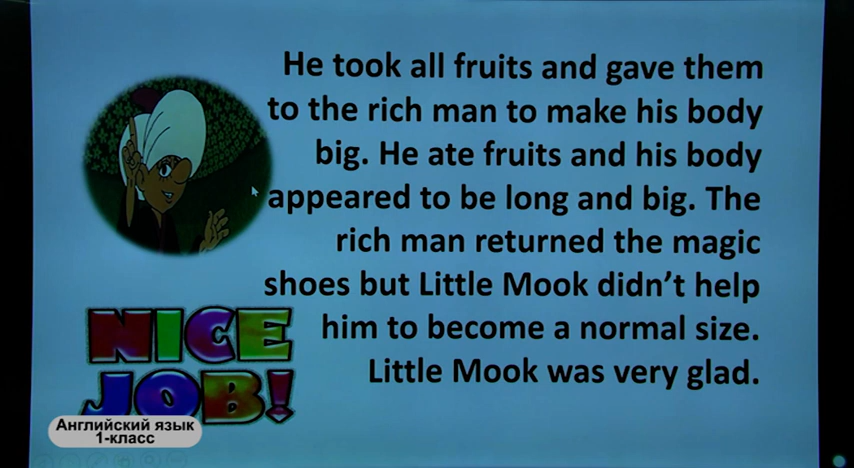 He took all fruits and gave them
to the rich man to make his body
big. He ate fruits and his body
appeared to be long and big. The
rich man returned the magic
shoes but Little Mook didn't help
him to become a normal size.
Little Mook was very glad.
NICE
JOB!
Английский язык
1-класс